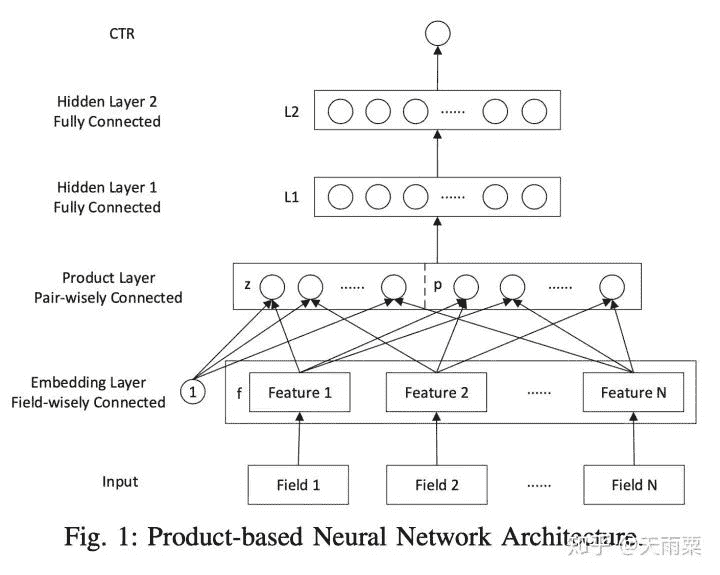 CTR
Hidden Layer 2
Fully Connected
L2
......
Hidden Layer 1
Fully Connected
L1
......
Product Layer
Pair-wisely Connected
z
......
p
......
Embedding Layer
Field-wisely Connected
1
f
Feature 1
Feature 2
......
Feature N
Input
Field 1
Field 2
......
Field N
Fig. 1: Product-based Neural Network Architecture.
知乎 @天雨粟